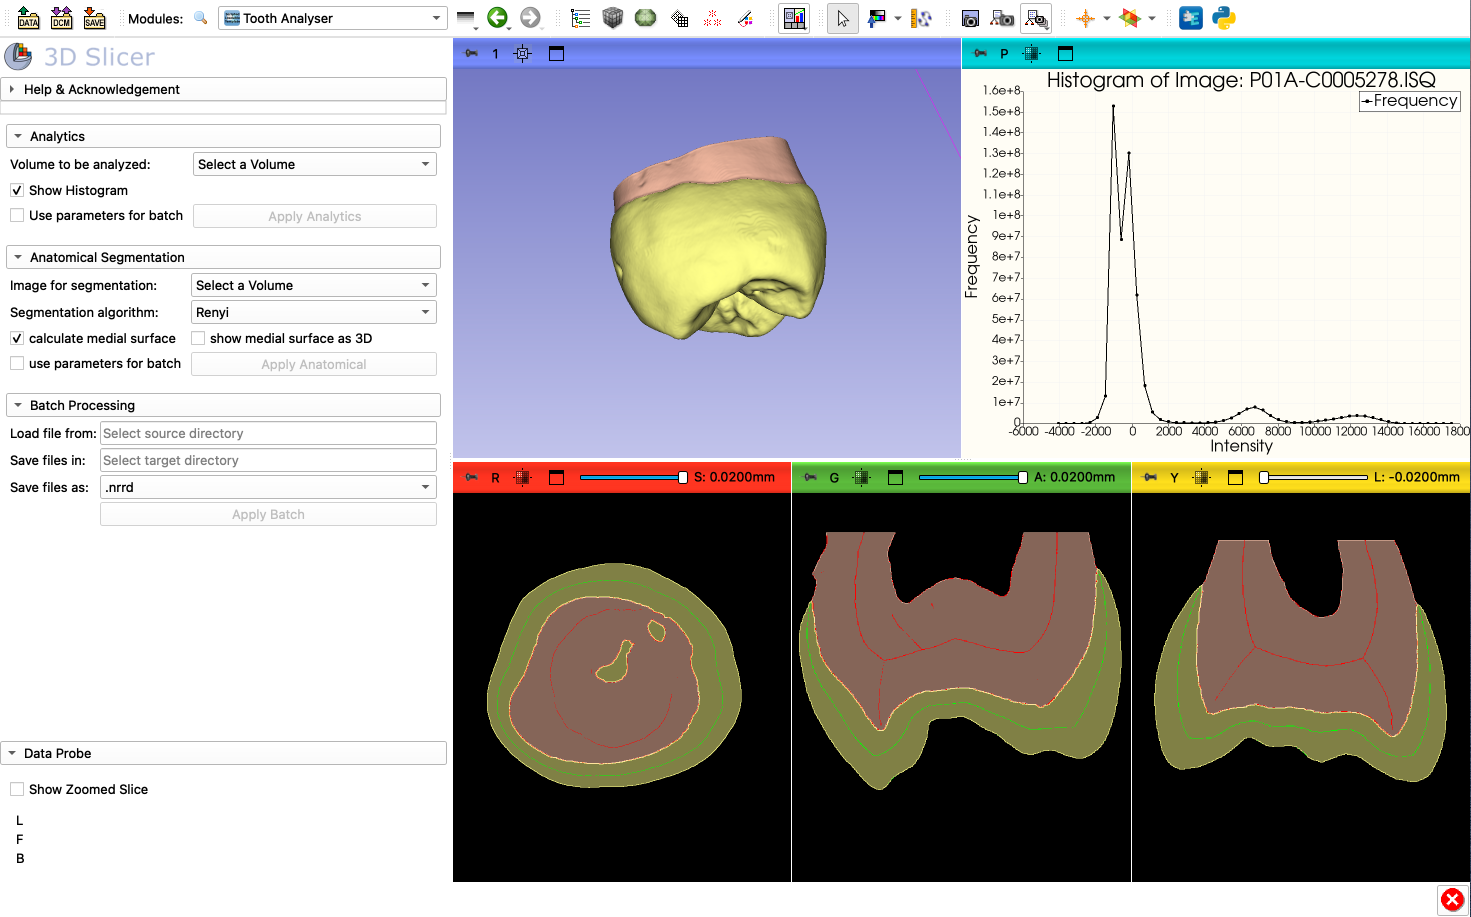 DATA DCM SAVE Modules: Tooth Analyser
3D Slicer
Help & Acknowledgement
Analytics
Volume to be analyzed: Select a Volume
Show Histogram
Use parameters for batch Apply Analytics
Anatomical Segmentation
Image for segmentation: Select a Volume
Segmentation algorithm: Renyi
calculate medial surface show medial surface as 3D
use parameters for batch Apply Anatomical
Batch Processing
Load file from: Select source directory
Save files in: Select target directory
Save files as: .nrrd
Apply Batch
Data Probe
Show Zoomed Slice
L
F
B
1
P
Histogram of Image: P01A-C0005278.ISQ
Frequency
1.6e+8
1.5e+8
1.4e+8
1.3e+8
1.2e+8
1.1e+8
1e+8
9e+7
8e+7
7e+7
6e+7
5e+7
4e+7
3e+7
2e+7
1e+7
0
Frequency
-6000 -4000 -2000 0 2000 4000 6000 8000 10000 12000 14000 16000 1800
Intensity
R S: 0.0200mm
G A: 0.0200mm
Y L: -0.0200mm